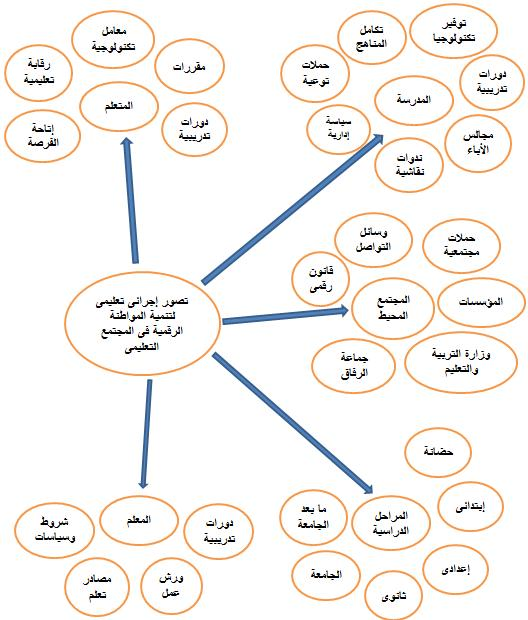 معامل
تكنولوجية
رقابة
تعليمية
مقررات
المتعلم
إتاحة
الفرصة
دورات
تدريبية
توفير
تكنولوجيا
تكامل
المناهج
حملات
توعية
دورات
تدريبية
المدرسة
سياسة
إدارية
مجالس
الأباء
ندوات
نقاشية
وسائل
التواصل
حملات
مجتمعية
قانون
رقمى
المجتمع
المحيط
المؤسسات
جماعة
الرفاق
وزارة التربية
والتعليم
تصور إجرائى تعليمى
لتنمية المواطنة
الرقمية فى المجتمع
التعليمى
حضانة
ما بعد
الجامعة
المراحل
الدراسية
إبتدائى
الجامعة
ثانوى
إعدادى
شروط
وسياسات
المعلم
دورات
تدريبية
مصادر
تعلم
ورش
عمل